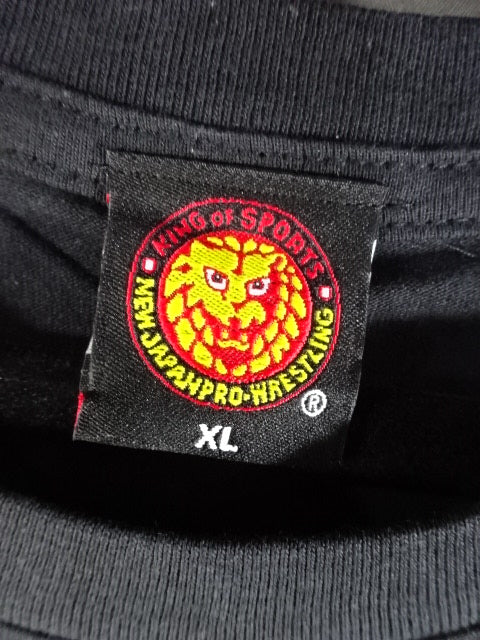 KING OF SPORTS
NEW JAPAN PRO-WRESTLING
®
XL